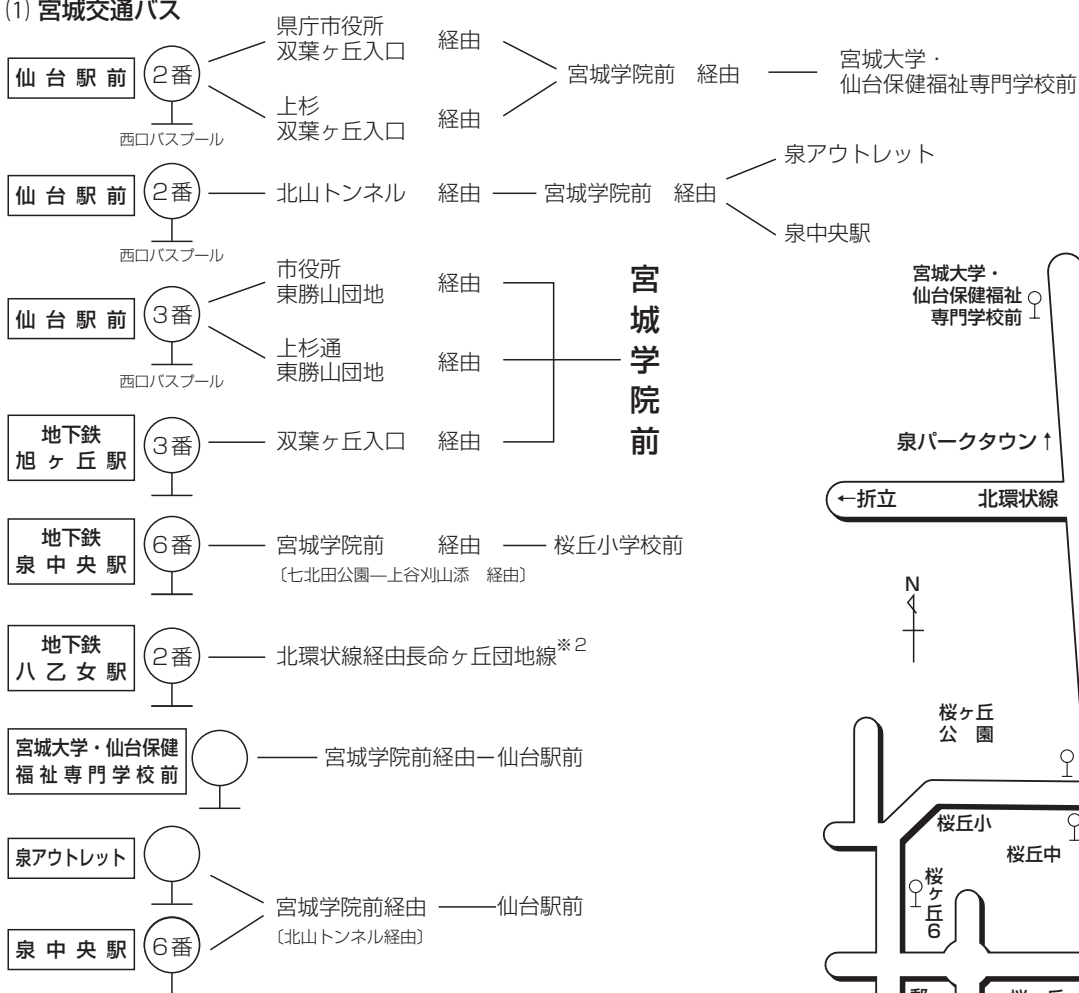 (1) 宮城交通バス
仙台駅前 2番 西口バスプール
県庁市役所
双葉ヶ丘入口 経由
上杉
双葉ヶ丘入口 経由
宮城学院前 経由
宮城大学・
仙台保健福祉専門学校前
仙台駅前 2番 西口バスプール
北山トンネル 経由
宮城学院前 経由
泉アウトレット
泉中央駅
仙台駅前 3番 西口バスプール
市役所
東勝山団地 経由
上杉通
東勝山団地 経由
地下鉄
旭ヶ丘駅 3番
双葉ヶ丘入口 経由
宮城学院前
地下鉄
泉中央駅 6番
宮城学院前 経由 桜丘小学校前
〔七北田公園―上谷刈山添 経由〕
地下鉄
八乙女駅 2番
北環状線経由長命ヶ丘団地線※2
宮城大学・仙台保健
福祉専門学校前
宮城学院前経由ー仙台駅前
泉アウトレット
泉中央駅 6番
宮城学院前経由 仙台駅前
〔北山トンネル経由〕
宮城大学・
仙台保健福祉
専門学校前
泉パークタウン↑
←折立 北環状線
N
桜ヶ丘
公園
桜丘小
桜丘中
桜ヶ丘6